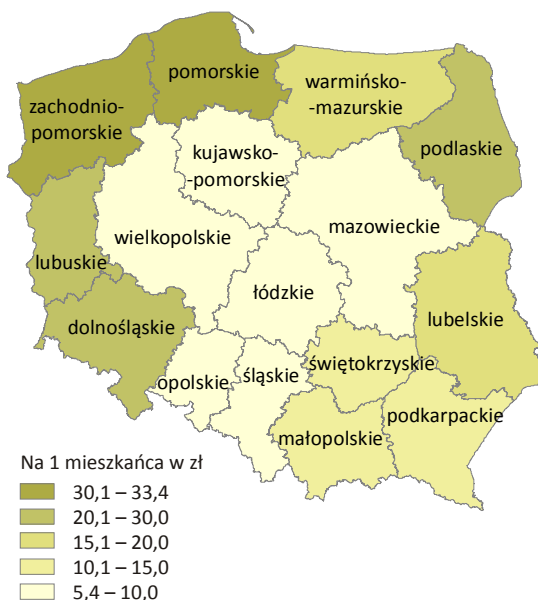 pomorskie
warmińsko-
-mazurskie
zachodnio-
pomorskie
kujawsko-
-pomorskie
podlaskie
mazowieckie
wielkopolskie
lubuskie
łódzkie
lubelskie
dolnośląskie
świętokrzyskie
opolskie
śląskie
podkarpackie
małopolskie
Na 1 mieszkańca w zł
30,1 – 33,4
20,1 – 30,0
15,1 – 20,0
10,1 – 15,0
5,4 – 10,0